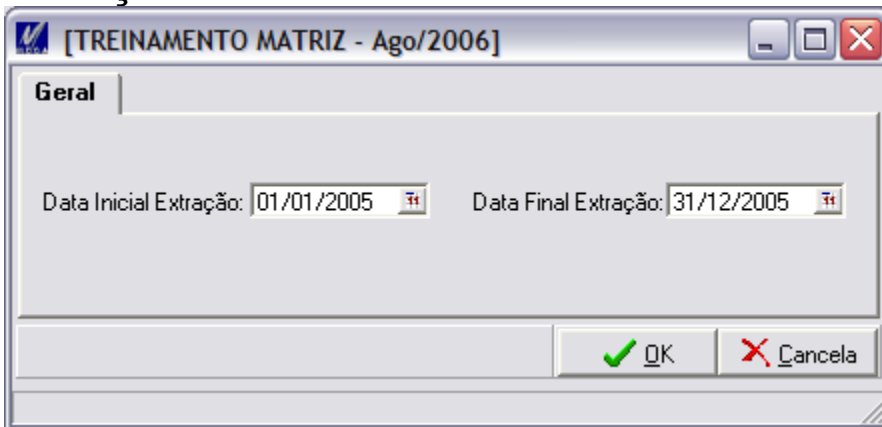 [TREINAMENTO MATRIZ - Ago/2006]
Geral
Data Inicial Extração: 01/01/2005 Data Final Extração: 31/12/2005
OK Cancela